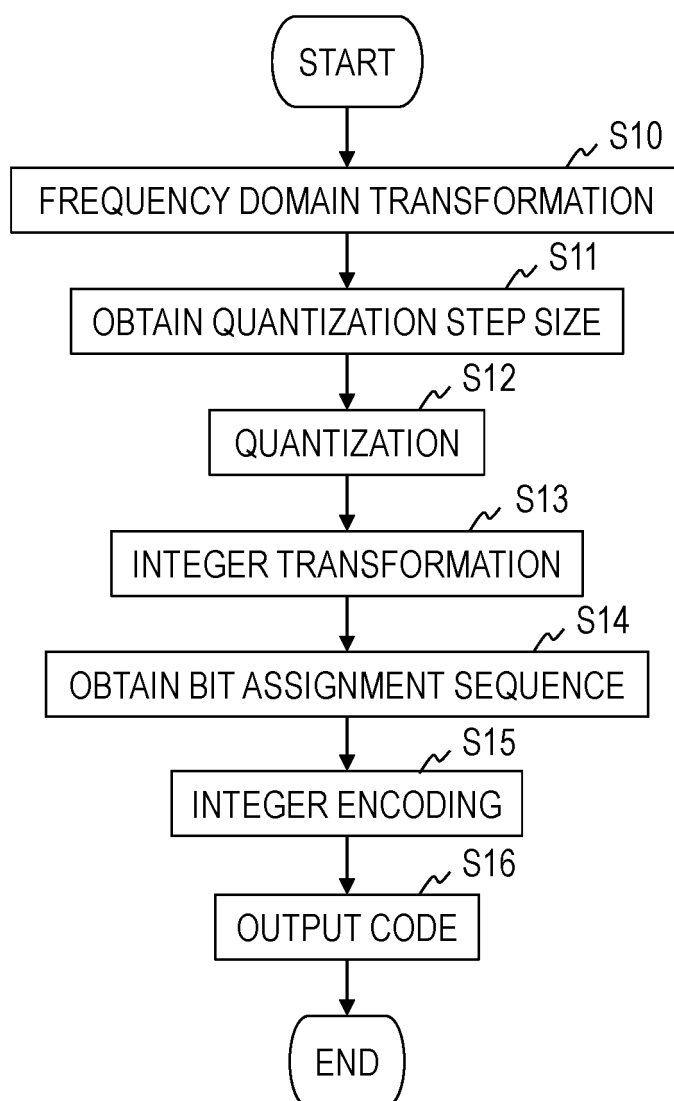 START
S10
FREQUENCY DOMAIN TRANSFORMATION
S11
OBTAIN QUANTIZATION STEP SIZE
S12
QUANTIZATION
S13
INTEGER TRANSFORMATION
S14
OBTAIN BIT ASSIGNMENT SEQUENCE
S15
INTEGER ENCODING
S16
OUTPUT CODE
END